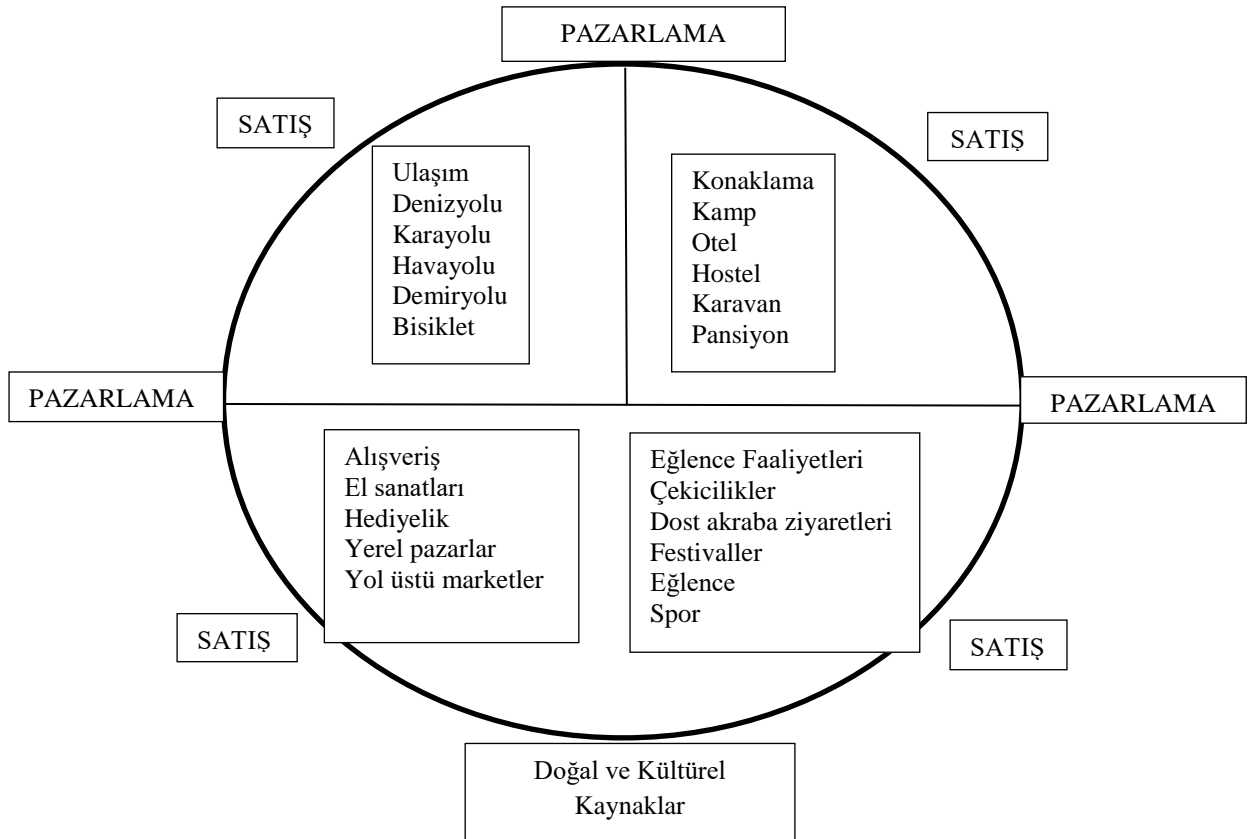 PAZARLAMA
SATIŞ
SATIŞ
Ulaşım
Denizyolu
Karayolu
Havayolu
Demiryolu
Bisiklet
Konaklama
Kamp
Otel
Hostel
Karavan
Pansiyon
PAZARLAMA
PAZARLAMA
Alışveriş
El sanatları
Hediyelik
Yerel pazarlar
Yol üstü marketler
Eğlence Faaliyetleri
Çekicilikler
Dost akraba ziyaretleri
Festivaller
Eğlence
Spor
SATIŞ
SATIŞ
Doğal ve Kültürel
Kaynaklar